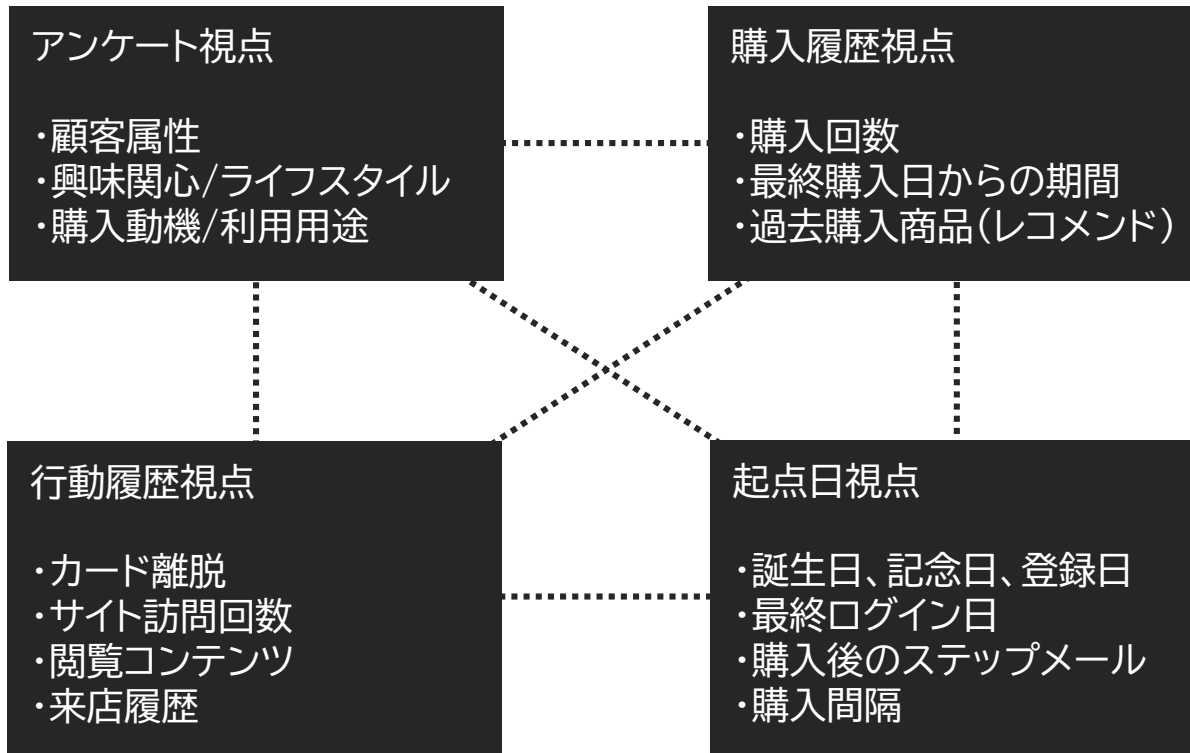 アンケート視点
・顧客属性
・興味関心/ライフスタイル
・購入動機/利用用途
購入履歴視点
・購入回数
・最終購入日からの期間
・過去購入商品(レコメンド)
行動履歴視点
・カード離脱
・サイト訪問回数
・閲覧コンテンツ
・来店履歴
起点日視点
・誕生日、記念日、登録日
・最終ログイン日
・購入後のステップメール
・購入間隔